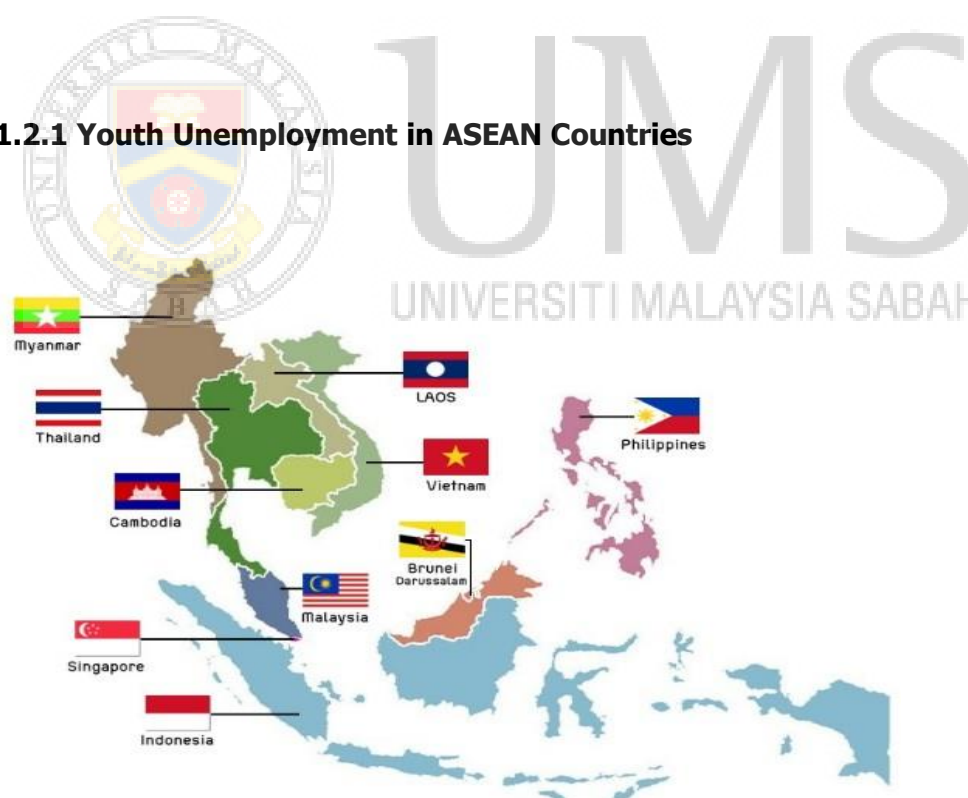 UMS
UNIVERSITI MALAYSIA SABAH
1.2.1 Youth Unemployment in ASEAN Countries
Myanmar
LAOS
Thailand
Philippines
Vietnam
Cambodia
Brunei
Darussalam
Malaysia
Singapore
Indonesia